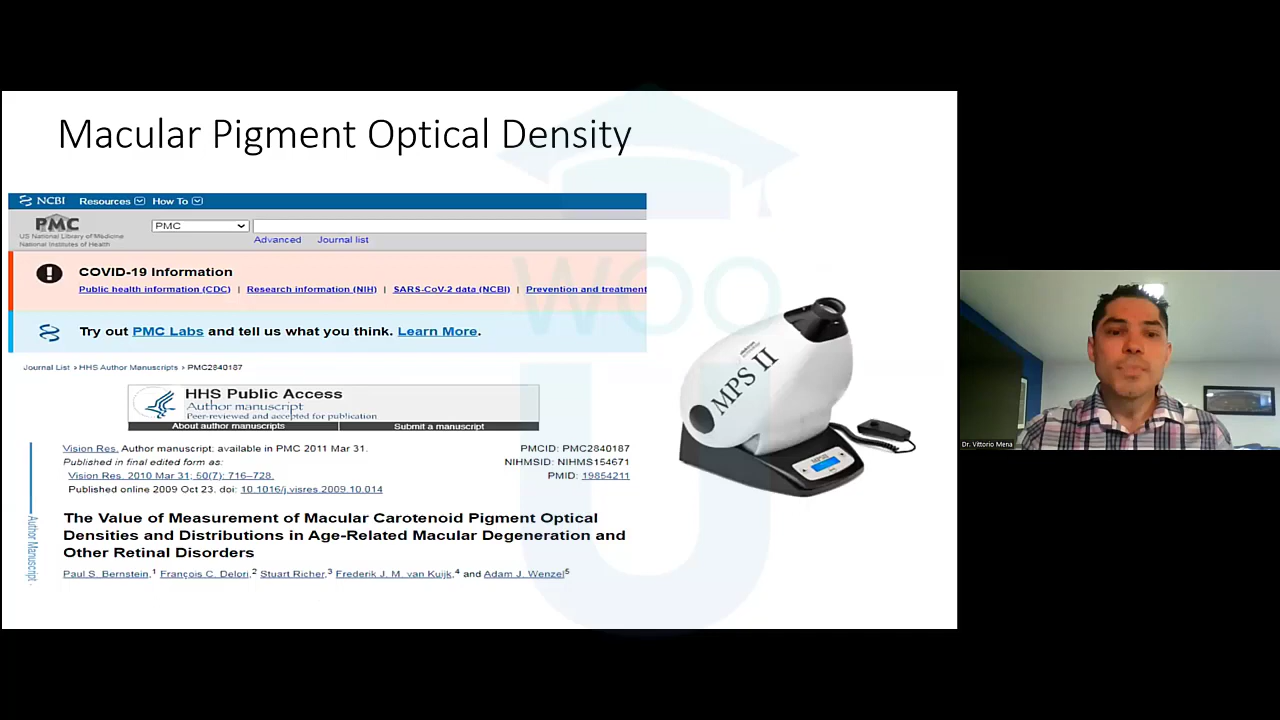 Macular Pigment Optical Density
NCBI Resources How To
PMC
US National Library of Medicine
National Institutes of Health
PMC
Advanced Journal list
COVID-19 Information
Public health information (CDC) | Research information (NIH) | SARS-CoV-2 data (NCBI) | Prevention and treatment
Try out PMC Labs and tell us what you think. Learn More.
Journal List > HHS Author Manuscripts > PMC2840187
HHS Public Access
Author manuscript
Peer-reviewed and accepted for publication
About author manuscripts Submit a manuscript
Vision Res. Author manuscript: available in PMC 2011 Mar 31. PMCID: PMC2840187
Published in final edited form as: NIHMSID: NIHMS154671
Vision Res. 2010 Mar 31; 50(7): 716–728. PMID: 19854211
Published online 2009 Oct 23. doi: 10.1016/j.visres.2009.10.014
Author Manuscript
The Value of Measurement of Macular Carotenoid Pigment Optical
Densities and Distributions in Age-Related Macular Degeneration and
Other Retinal Disorders
Paul S. Bernstein,1 François C. Delori,2 Stuart Richer,3 Frederik J. M. van Kuijk,4 and Adam J. Wenzel5
WOO
U
MPS II
Dr. Vittorio Mena